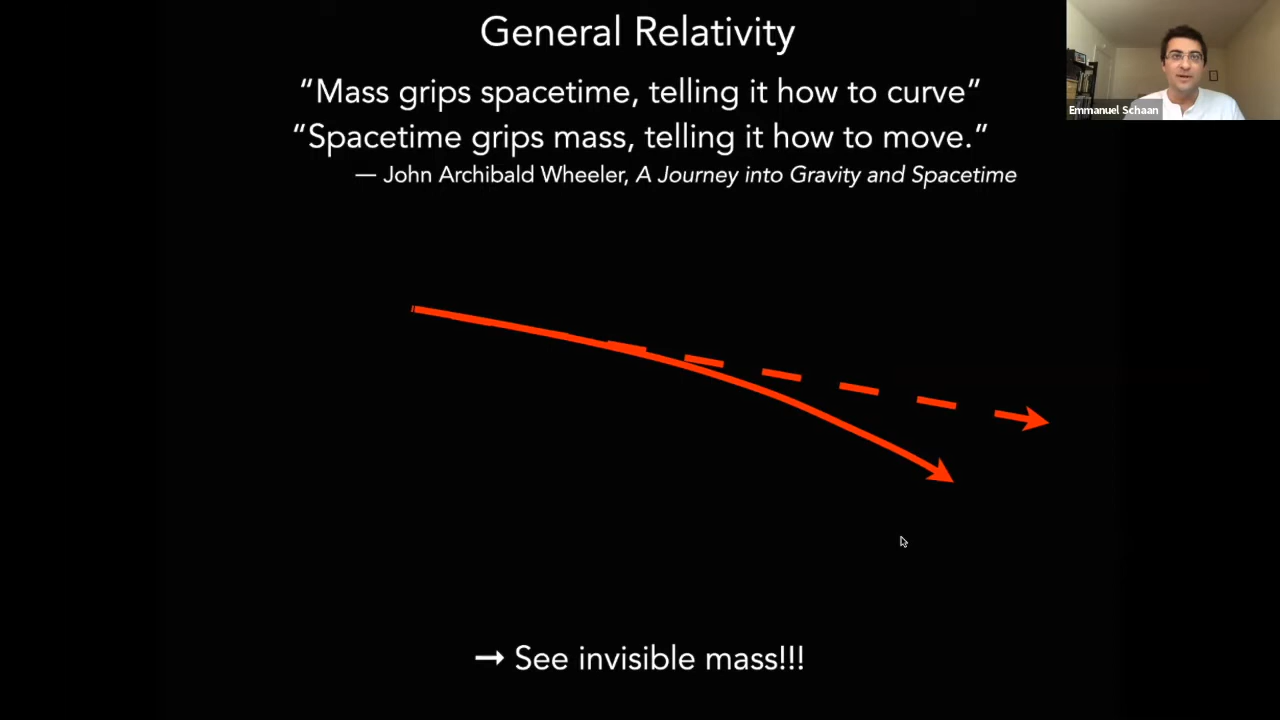 General Relativity
“Mass grips spacetime, telling it how to curve”
“Spacetime grips mass, telling it how to move.”
— John Archibald Wheeler, A Journey into Gravity and Spacetime
Emmanuel Schaan
→ See invisible mass!!!